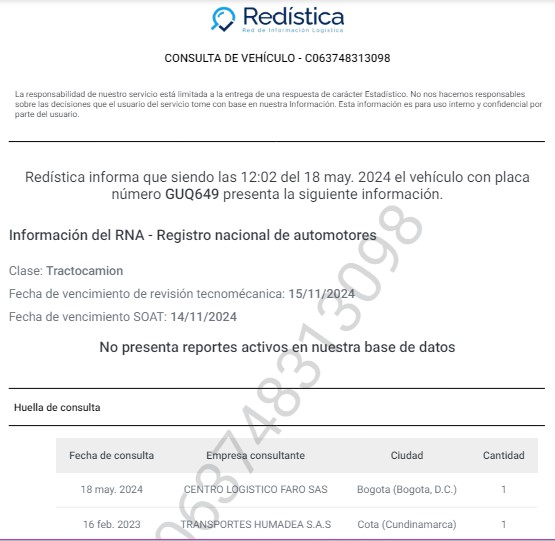 Redístico
Red de Información Logística
CONSULTA DE VEHÍCULO - C063748313098
La responsabilidad de nuestro servicio está limitada a la entrega de una respuesta de carácter Estadístico. No nos hacemos responsables
sobre las decisiones que el usuario del servicio tome con base en nuestra Información. Esta información es para uso interno y confidencial por
parte del usuario.
Redística informa que siendo las 12:02 del 18 may. 2024 el vehículo con placa
número GUQ649 presenta la siguiente información.
Información del RNA - Registro nacional de automotores
Clase: Tractocamion
Fecha de vencimiento de revisión tecnomécanica: 15/11/2024
Fecha de vencimiento SOAT: 14/11/2024
No presenta reportes activos en nuestra base de datos
Huella de consulta
Fecha de consulta Empresa consultante Ciudad Cantidad
18 may. 2024 CENTRO LOGISTICO FARO SAS Bogota (Bogota, D.C.) 1
16 feb. 2023 TRANSPORTES HUMADEA S.A.S Cota (Cundinamarca) 1
063748313098